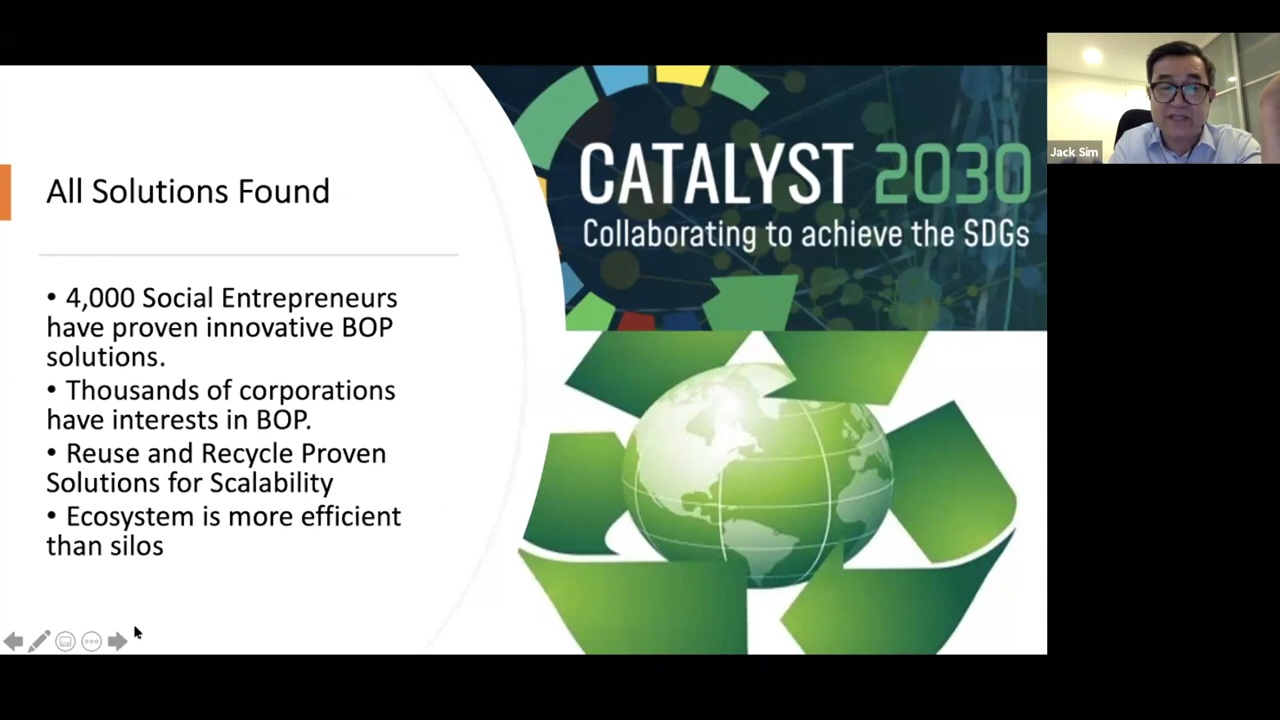 All Solutions Found
• 4,000 Social Entrepreneurs
have proven innovative BOP
solutions.
• Thousands of corporations
have interests in BOP.
• Reuse and Recycle Proven
Solutions for Scalability
• Ecosystem is more efficient
than silos
CATALYST 2030
Collaborating to achieve the SDGs
Jack Sim